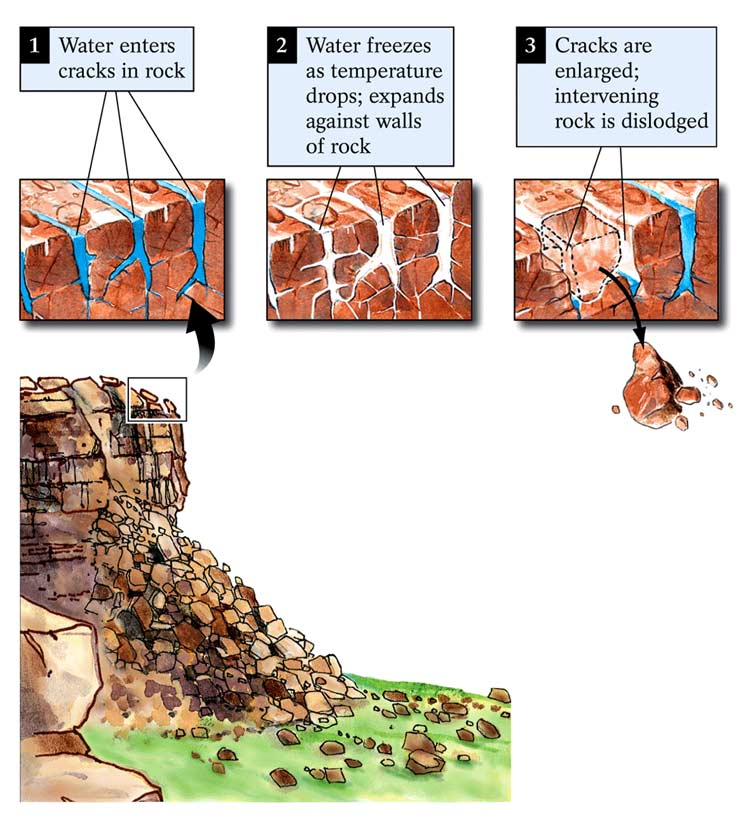 1 Water enters
cracks in rock
2 Water freezes
as temperature
drops; expands
against walls
of rock
3 Cracks are
enlarged;
intervening
rock is dislodged